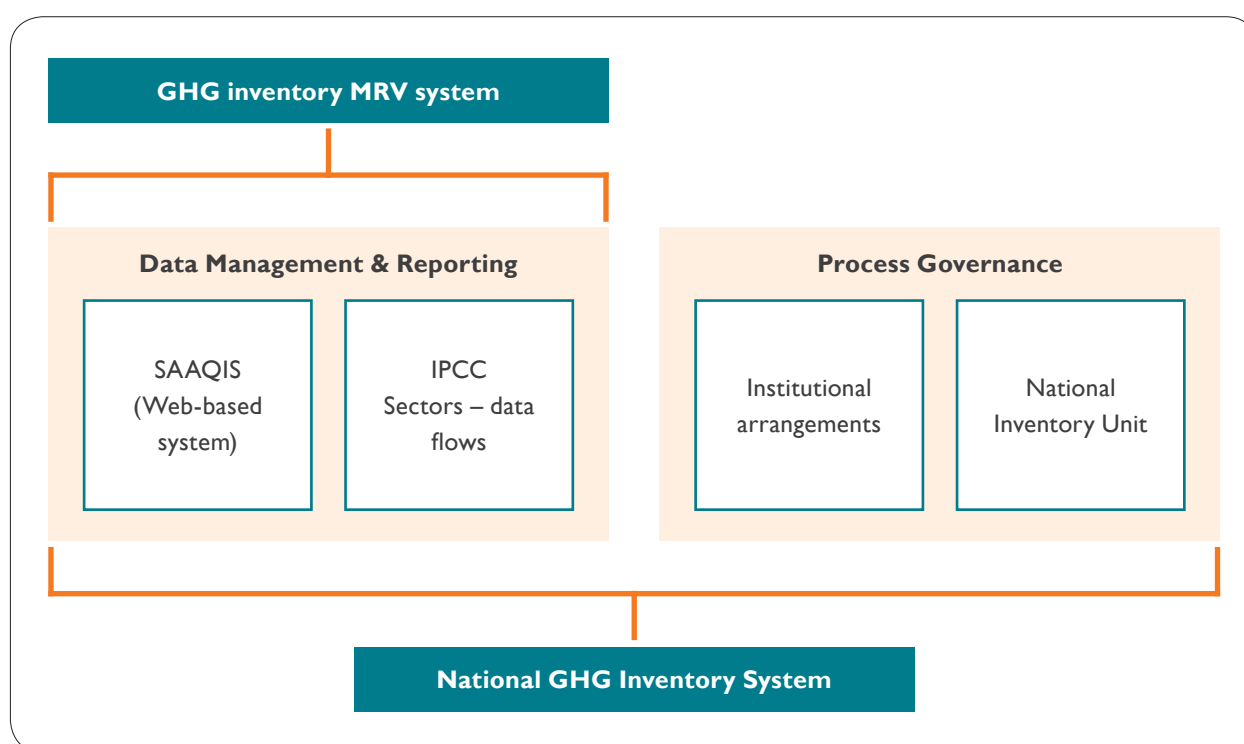 GHG inventory MRV system
Data Management & Reporting
SAAQIS
(Web-based
system)
IPCC
Sectors – data
flows
Process Governance
Institutional
arrangements
National
Inventory Unit
National GHG Inventory System